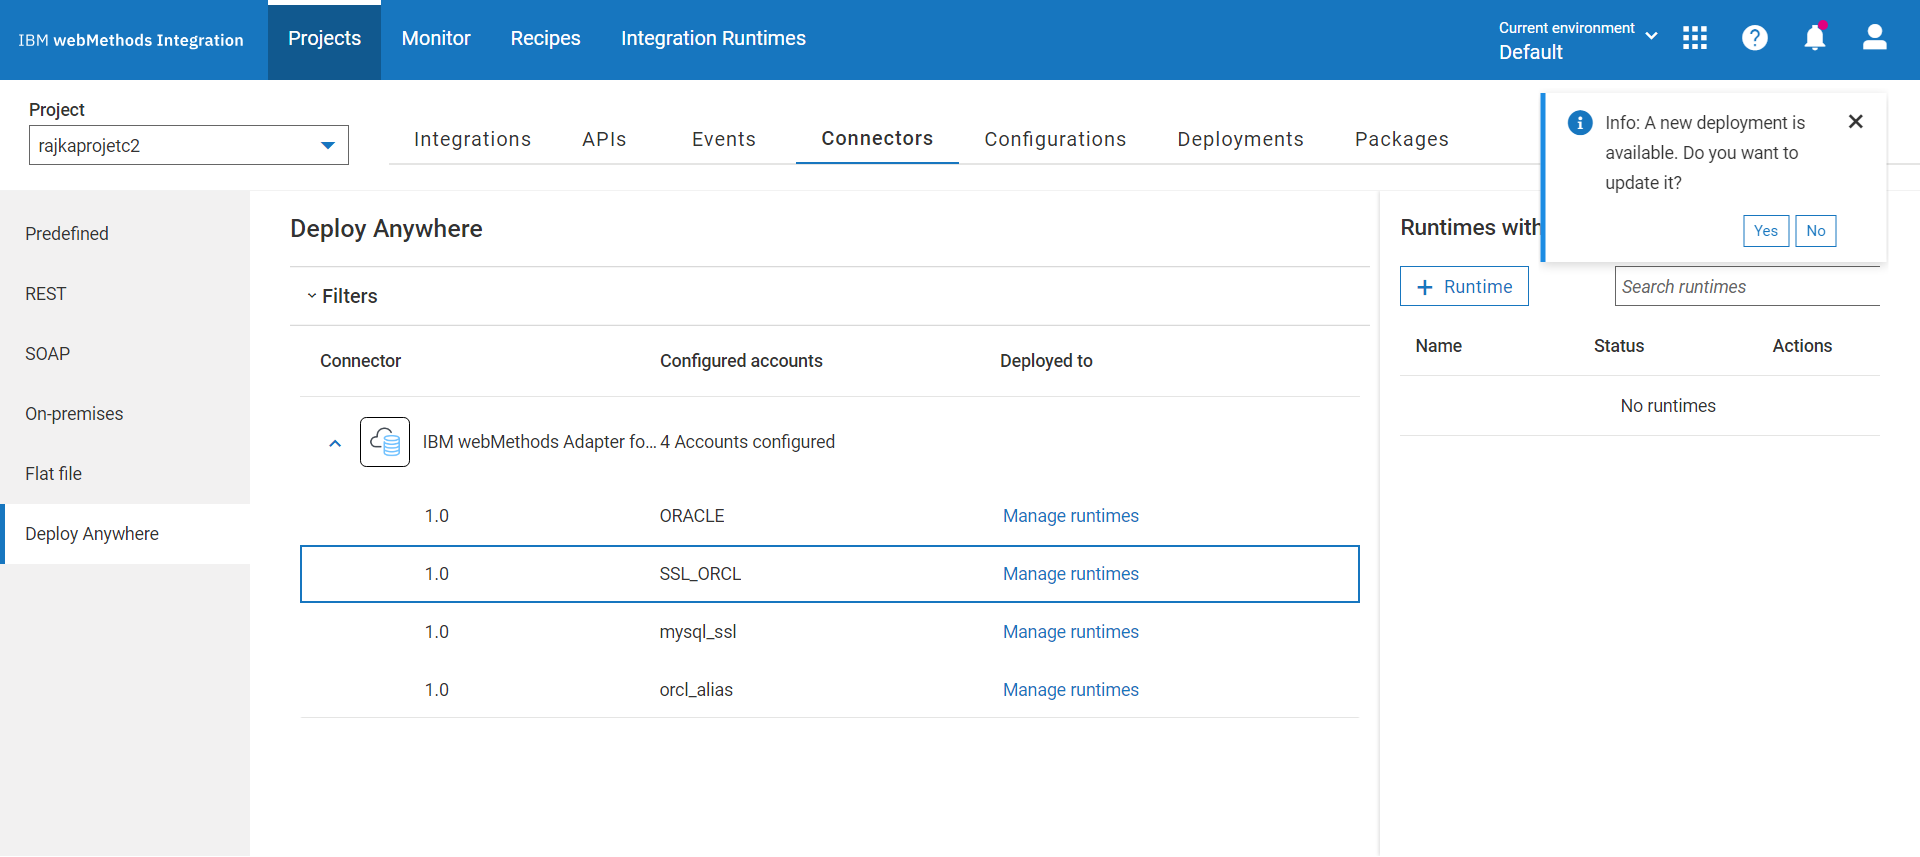 IBM webMethods Integration
Projects
Monitor
Recipes
Integration Runtimes
Current environment
Default
Project
rajkaprojetc2
Integrations
APIs
Events
Connectors
Configurations
Deployments
Packages
Info: A new deployment is
available. Do you want to
update it?
Yes
No
Predefined
REST
SOAP
On-premises
Flat file
Deploy Anywhere
Deploy Anywhere
Filters
Connector
Configured accounts
Deployed to
IBM webMethods Adapter fo...
4 Accounts configured
1.0
ORACLE
Manage runtimes
1.0
SSL_ORCL
Manage runtimes
1.0
mysql_ssl
Manage runtimes
1.0
orcl_alias
Manage runtimes
Runtimes with
+ Runtime
Search runtimes
Name
Status
Actions
No runtimes